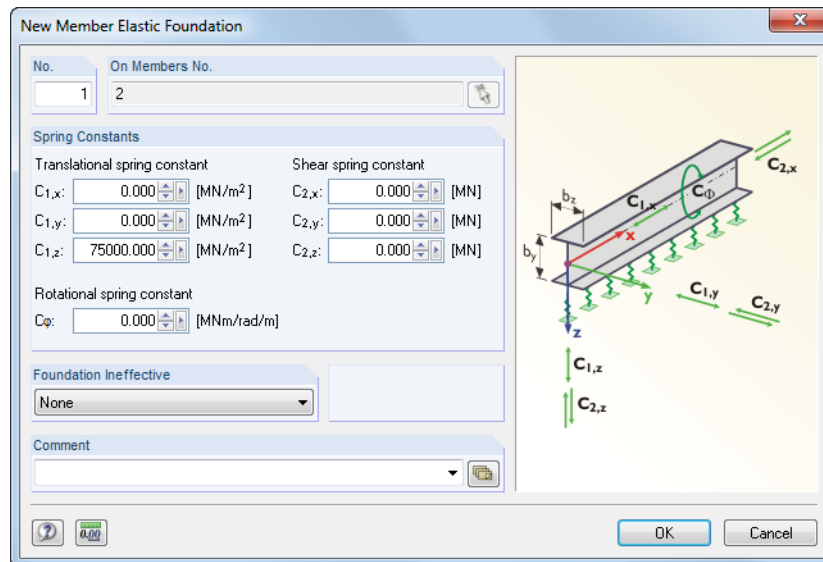 New Member Elastic Foundation
No.
On Members No.
1
2
Spring Constants
Translational spring constant
Shear spring constant
C1,x: 0.000 [MN/m²]
C2,x: 0.000 [MN]
C1,y: 0.000 [MN/m²]
C2,y: 0.000 [MN]
C1,z: 75000.000 [MN/m²]
C2,z: 0.000 [MN]
Rotational spring constant
Cφ: 0.000 [MNm/rad/m]
Foundation Ineffective
None
Comment
0.00
OK
Cancel
C2,x
bz
C1,x
CΦ
x
by
y
C1,y
C2,y
z
C1,z
C2,z